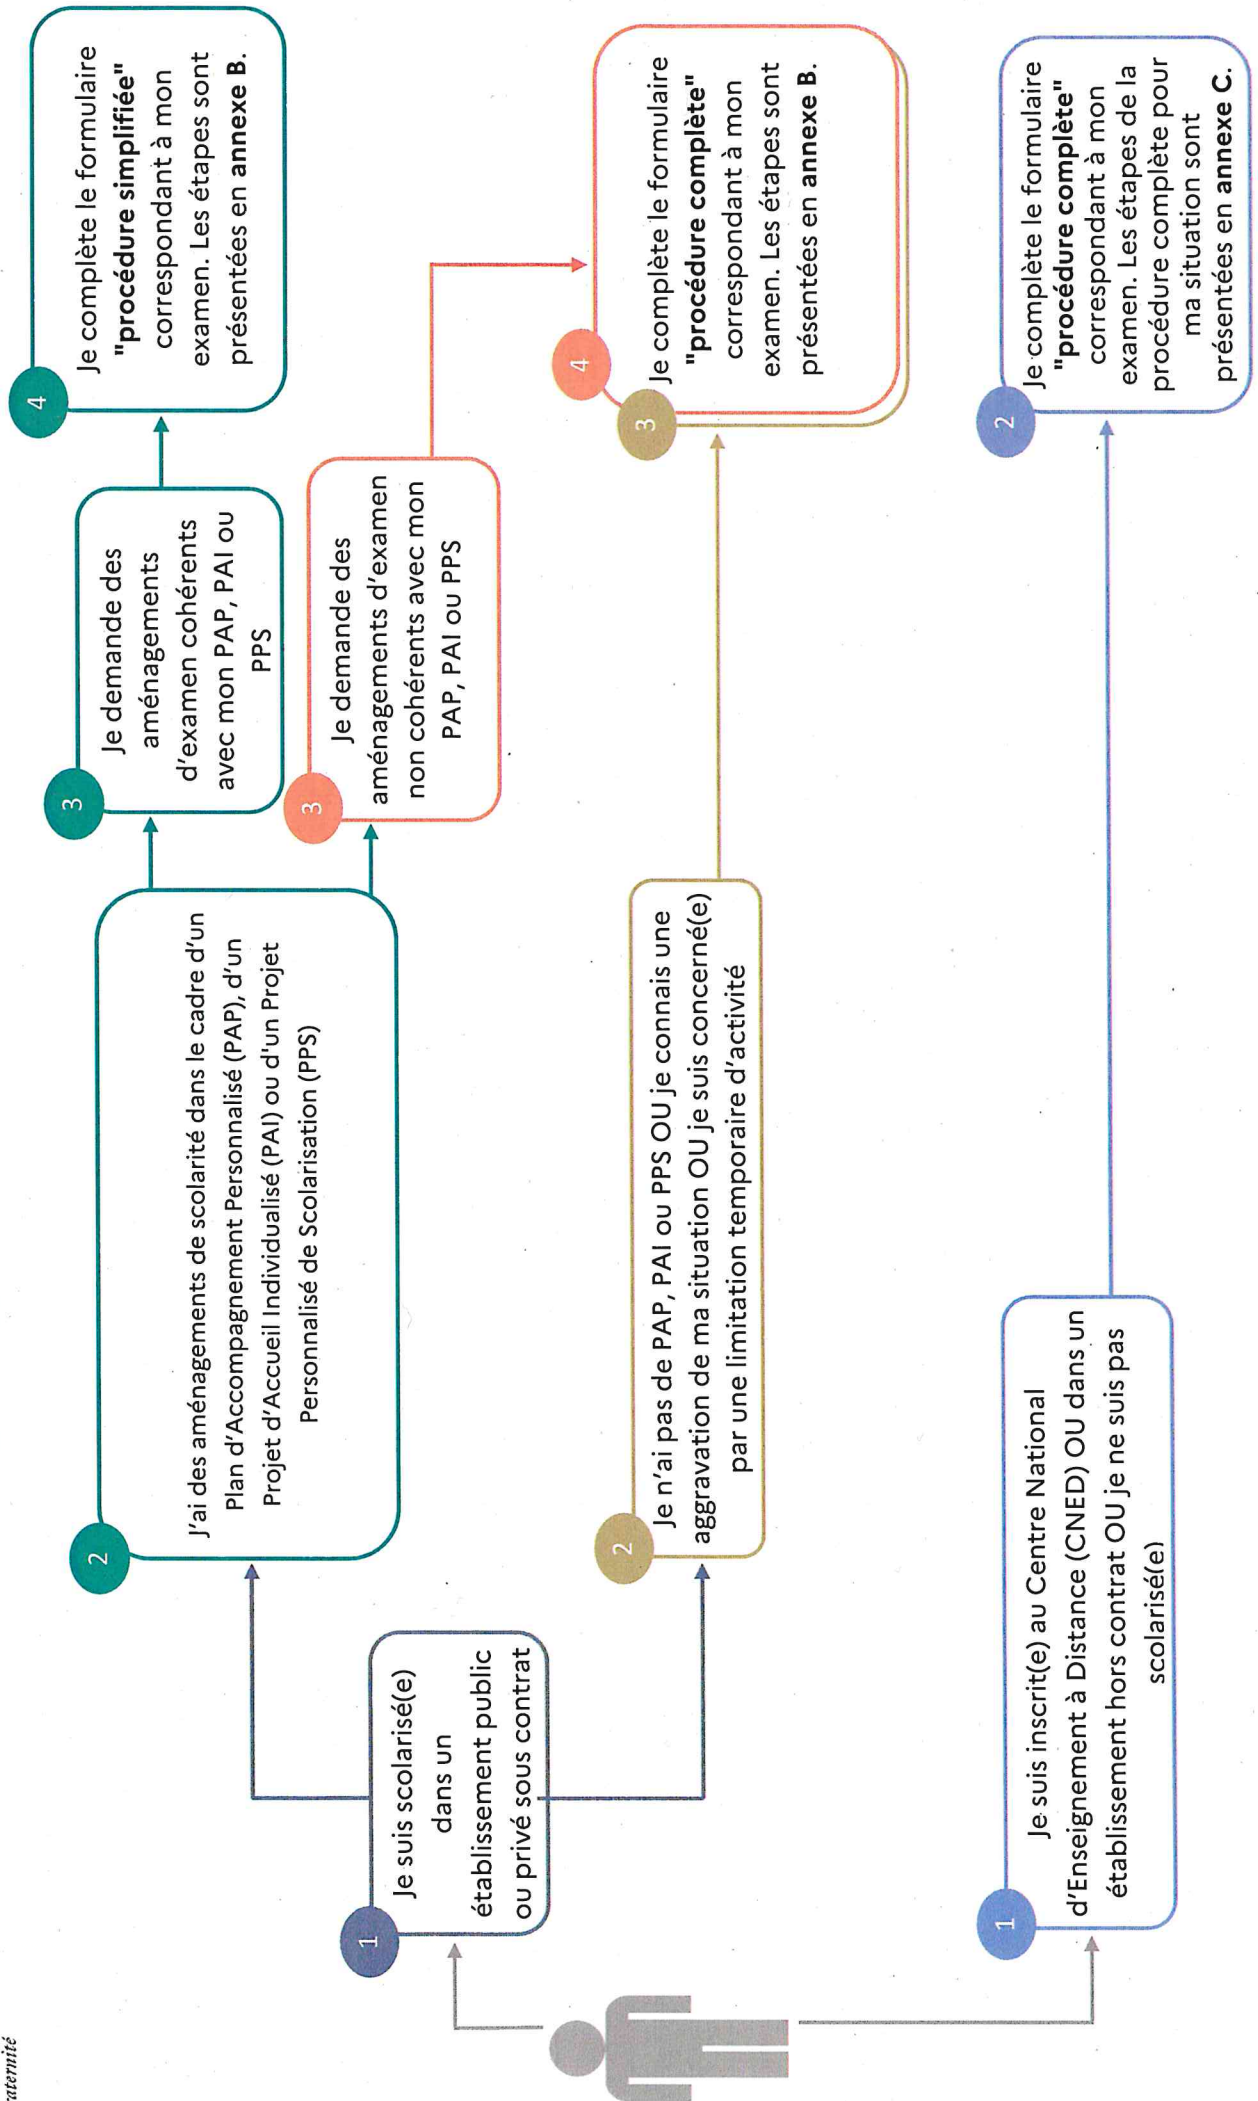 aternité
1
Je suis scolarisé(e)
dans un
établissement public
ou privé sous contrat
2
J'ai des aménagements de scolarité dans le cadre d'un
Plan d'Accompagnement Personnalisé (PAP), d'un
Projet d'Accueil Individualisé (PAI) ou d'un Projet
Personnalisé de Scolarisation (PPS)
3
Je demande des
aménagements
d'examen cohérents
avec mon PAP, PAI ou
PPS
4
Je complète le formulaire
"procédure simplifiée"
correspondant à mon
examen. Les étapes sont
présentées en annexe B.
3
Je demande des
aménagements d'examen
non cohérents avec mon
PAP, PAI ou PPS
2
Je n'ai pas de PAP, PAI ou PPS OU je connais une
aggravation de ma situation OU je suis concerné(e)
par une limitation temporaire d'activité
4
3
Je complète le formulaire
"procédure complète"
correspondant à mon
examen. Les étapes sont
présentées en annexe B.
1
Je suis inscrit(e) au Centre National
d'Enseignement à Distance (CNED) OU dans un
établissement hors contrat OU je ne suis pas
scolarisé(e)
2
Je complète le formulaire
"procédure complète"
correspondant à mon
examen. Les étapes de la
procédure complète pour
ma situation sont
présentées en annexe C.